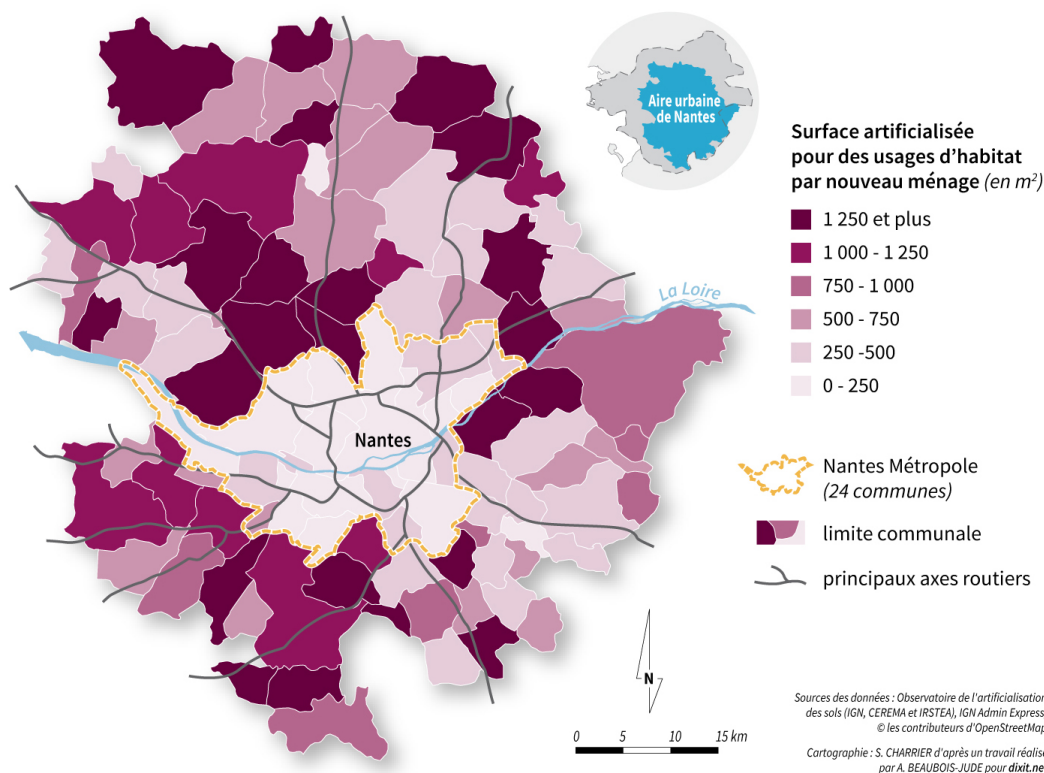 Aire urbaine
de Nantes
Surface artificialisée
pour des usages d'habitat
par nouveau ménage (en m²)
1 250 et plus
1 000 - 1 250
750 - 1 000
500 - 750
250 -500
0 - 250
La Loire
Nantes
Nantes Métropole
(24 communes)
limite communale
principaux axes routiers
N
0 5 10 15 km
Sources des données : Observatoire de l'artificialisation
des sols (IGN, CEREMA et IRSTEA), IGN Admin Express
© les contributeurs d'OpenStreetMap
Cartographie : S. CHARRIER d'après un travail réalisé
par A. BEAUBOIS-JUDE pour dixit.ne